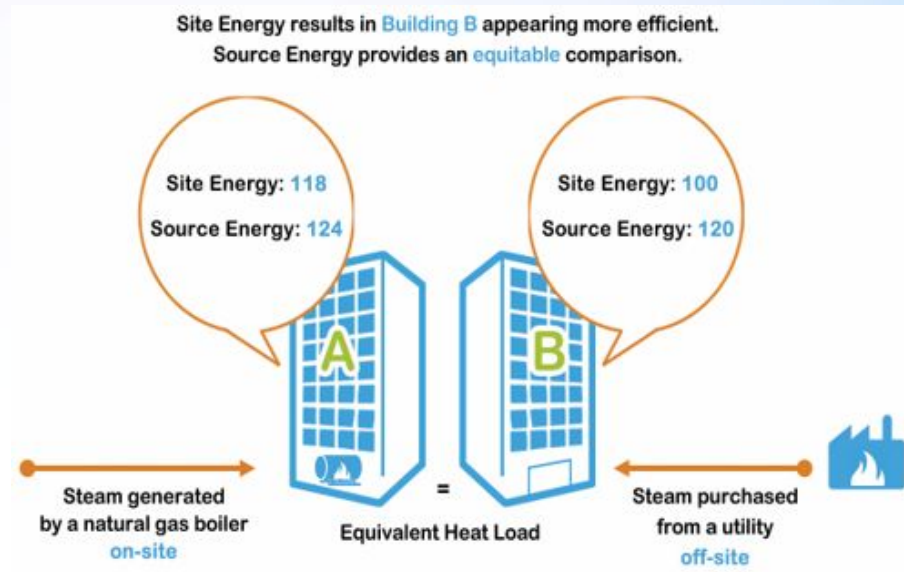 Site Energy results in Building B appearing more efficient.
Source Energy provides an equitable comparison.
Site Energy: 118
Source Energy: 124
Site Energy: 100
Source Energy: 120
A
B
Steam generated
by a natural gas boiler
on-site
=
Equivalent Heat Load
Steam purchased
from a utility
off-site